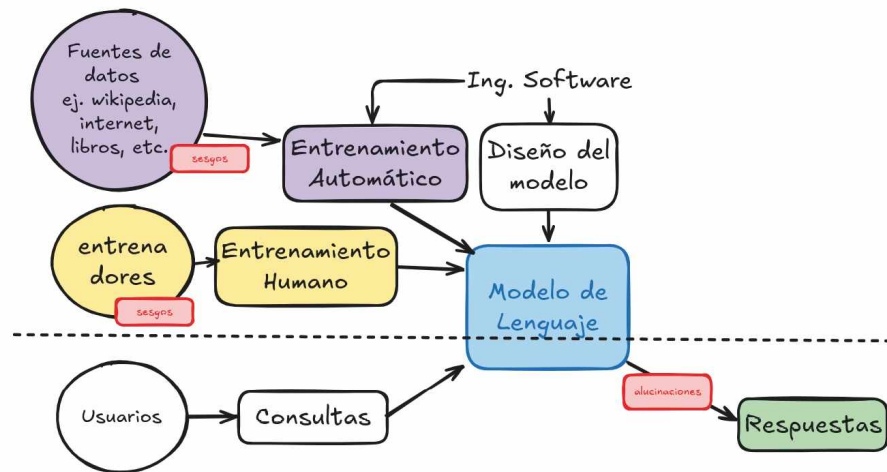 Fuentes de
datos
ej. wikipedia,
internet,
libros, etc.
sesgos
Ing. Software
Entrenamiento
Automático
Diseño del
modelo
entrena
dores
sesgos
Entrenamiento
Humano
Modelo de
Lenguaje
Usuarios
Consultas
alucinaciones
Respuestas